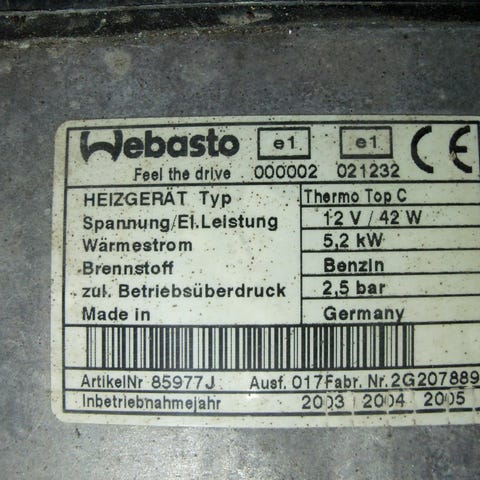 Webasto e1 e1 CE
Feel the drive 000002 021232
HEIZGERÄT Typ Thermo Top C
Spannung/El.Leistung 12 V / 42 W
Wärmestrom 5,2 kW
Brennstoff Benzin
zul. Betriebsüberdruck 2,5 bar
Made in Germany
ArtikelNr 85977J Ausf. 017Fabr. Nr.2G207889
Inbetriebnahmejahr 2003 2004 2005